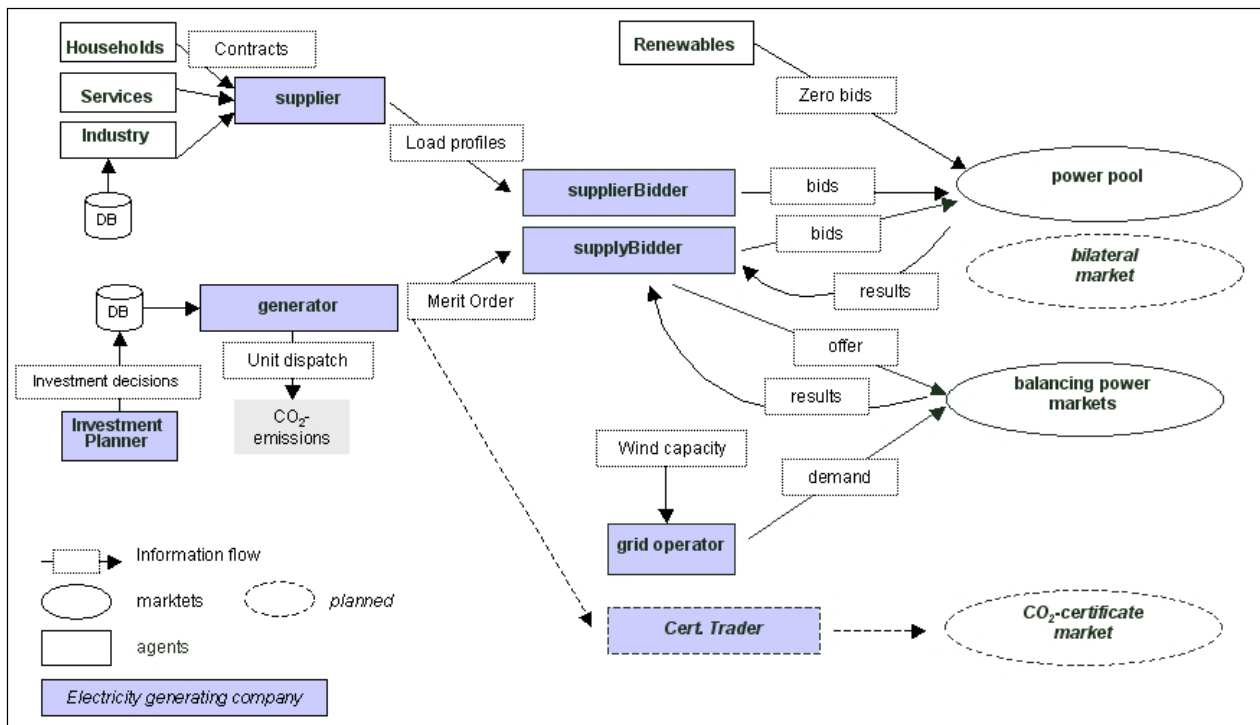 Households
Contracts
Services
supplier
Industry
DB
Load profiles
Renewables
Zero bids
supplierBidder
bids
power pool
supplyBidder
bids
bilateral
market
results
DB
generator
Merit Order
Unit dispatch
Investment decisions
Investment
Planner
CO₂-
emissions
offer
results
balancing power
markets
Wind capacity
demand
grid operator
Cert. Trader
CO₂-certificate
market
Information flow
marktets
planned
agents
Electricity generating company